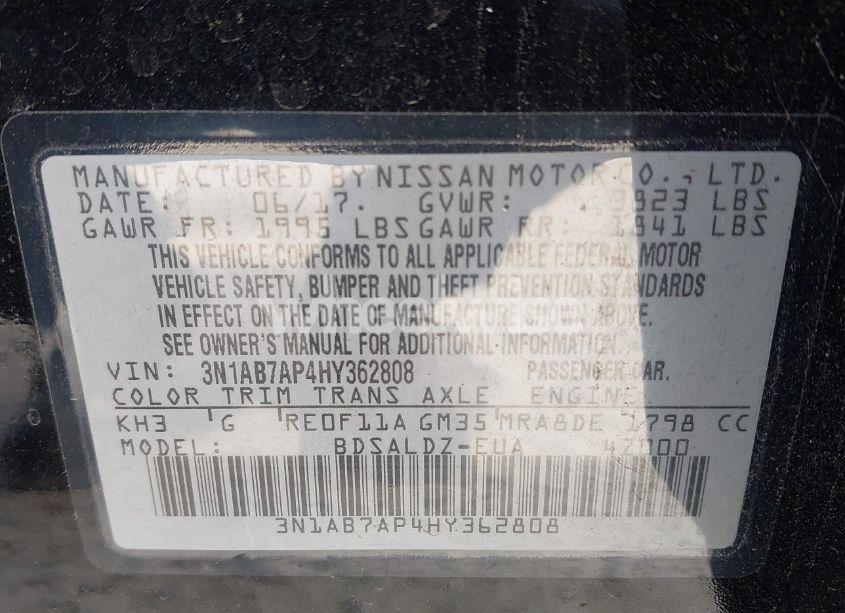 MANUFACTURED BY NISSAN MOTOR CO., LTD.
DATE: 06/17. GVWR: 3823 LBS
GAWR FR: 1995 LBS GAWR RR: 1841 LBS
THIS VEHICLE CONFORMS TO ALL APPLICABLE FEDERAL MOTOR
VEHICLE SAFETY, BUMPER AND THEFT PREVENTION STANDARDS
IN EFFECT ON THE DATE OF MANUFACTURE SHOWN ABOVE.
SEE OWNER'S MANUAL FOR ADDITIONAL INFORMATION.
VIN: 3N1AB7AP4HY362808 PASSENGER CAR.
COLOR TRIM TRANS AXLE ENGINE
KH3 G RE0F11A GM35 MRA8DE 1798 CC
MODEL: BDSALDZ-EUA 42000
3N1AB7AP4HY362808